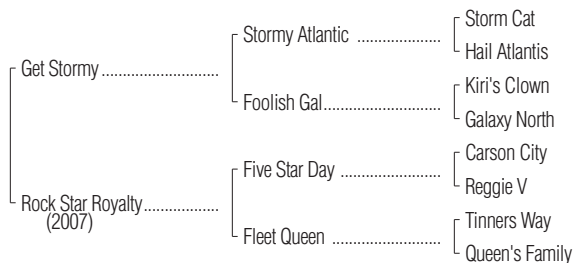 Storm Cat
Stormy Atlantic ....................
Hail Atlantis
Get Stormy ............................
Kiri's Clown
Foolish Gal............................
Galaxy North
Carson City
Five Star Day ........................
Reggie V
Rock Star Royalty..................
(2007)
Tinners Way
Fleet Queen ..........................
Queen's Family